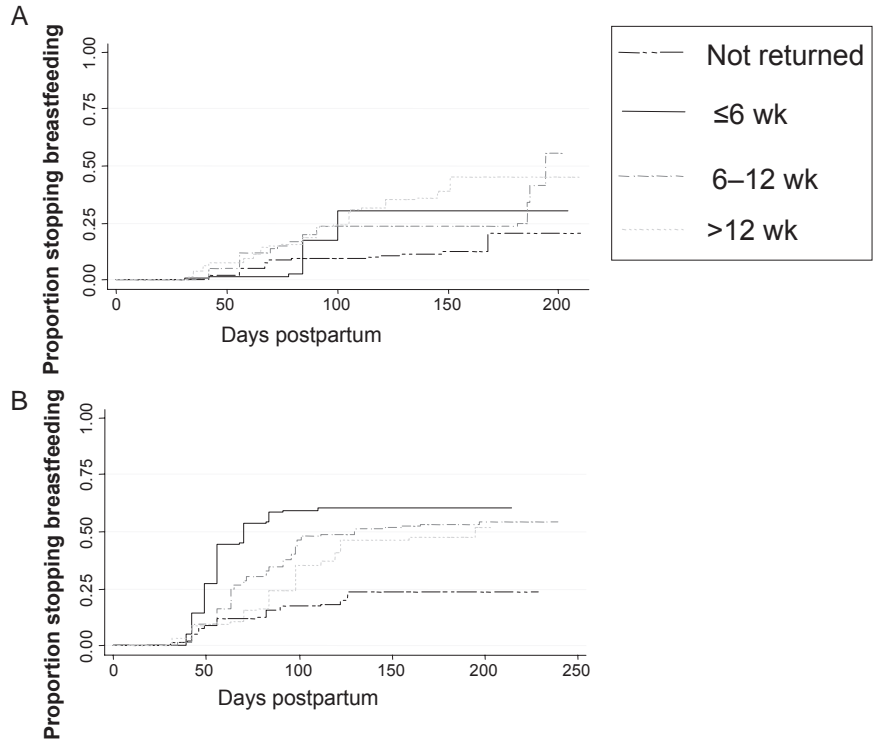 A
Proportion stopping breastfeeding
1.00
0.75
0.50
0.25
0.00
0 50 100 150 200
Days postpartum
Not returned
≤6 wk
6–12 wk
>12 wk
B
Proportion stopping breastfeeding
1.00
0.75
0.50
0.25
0.00
0 50 100 150 200 250
Days postpartum